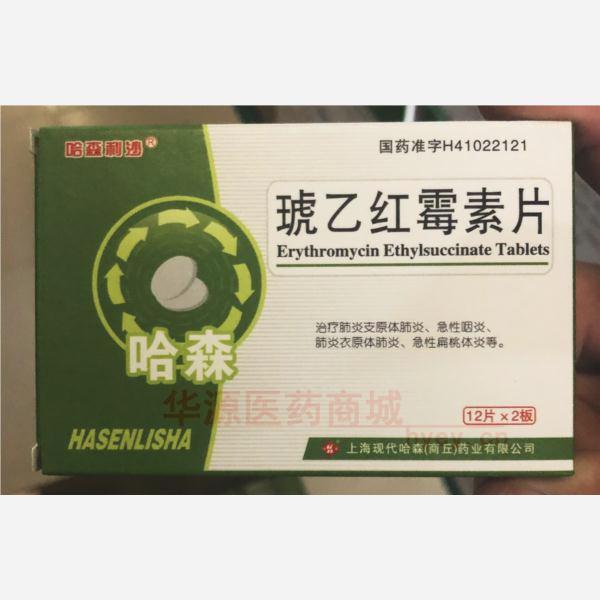 哈森利沙®
国药准字H41022121
琥乙红霉素片
Erythromycin Ethylsuccinate Tablets
治疗肺炎支原体肺炎、急性咽炎、
肺炎衣原体肺炎、急性扁桃体炎等。
哈森
华源医药商城
12片×2板
HASENLISHA
hyey.cn
上海现代哈森(商丘)药业有限公司